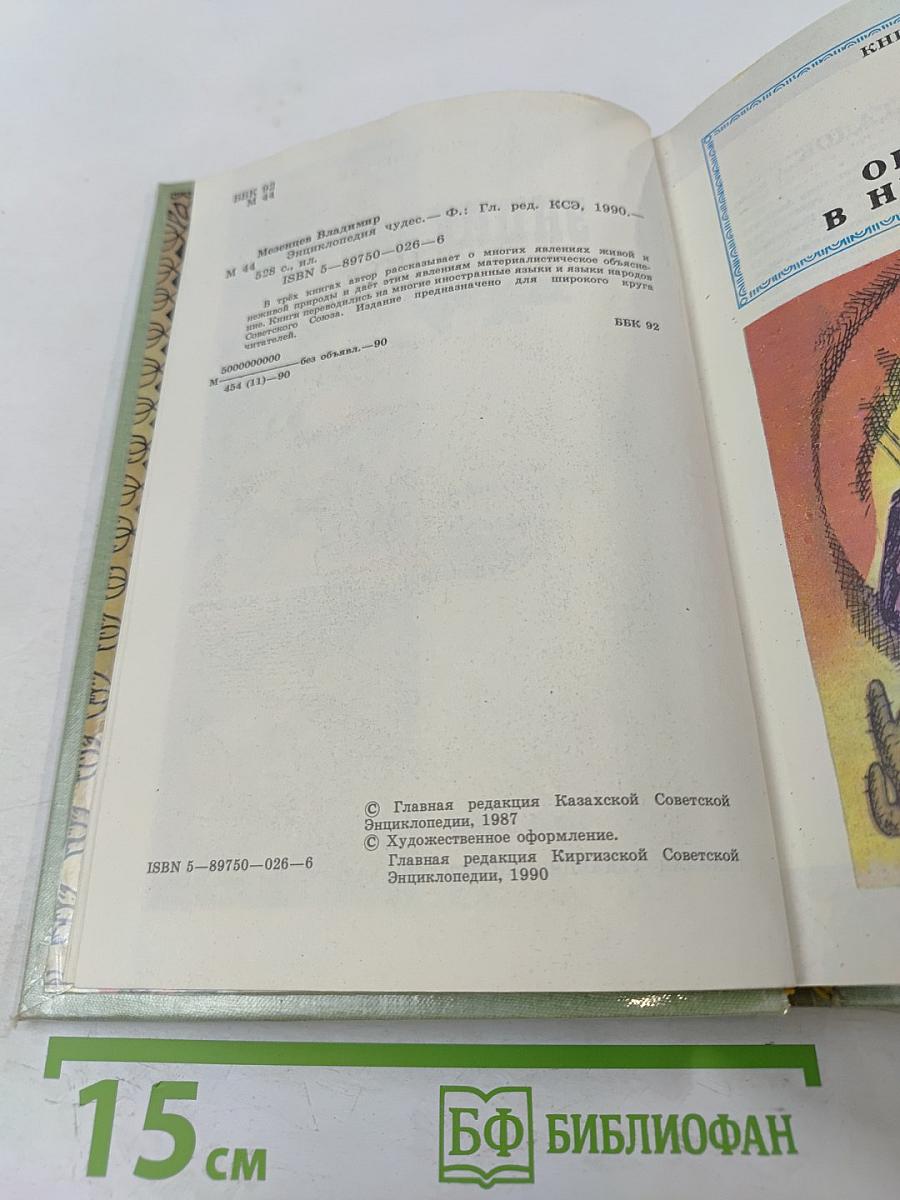 ББК 92
М 44
Мезенцев Владимир
М 44 Энциклопедия чудес.— Ф.: Гл. ред. КСЭ, 1990.—
528 с., ил.
ISBN 5—89750—026—6
В трёх книгах автор рассказывает о многих явлениях живой и
неживой природы и даёт этим явлениям материалистическое объясне-
ние. Книги переводились на многие иностранные языки и языки народов
Советского Союза. Издание предназначено для широкого круга
читателей.
5000000000
М—без объявл.—90
454 (11)—90
ББК 92
© Главная редакция Казахской Советской
Энциклопедии, 1987
© Художественное оформление.
Главная редакция Киргизской Советской
Энциклопедии, 1990
ISBN 5—89750—026—6
КНИ
В Н
15 см
БФ БИБЛИОФАН